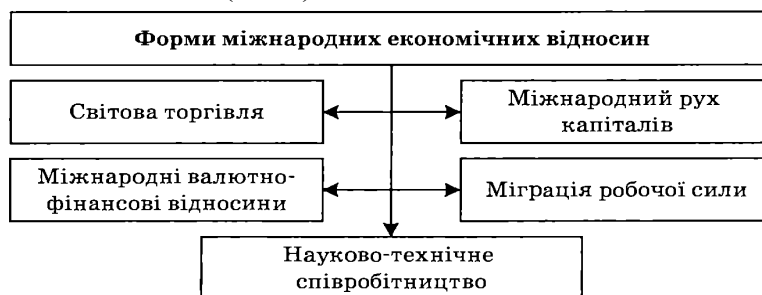 Форми міжнародних економічних відносин
Світова торгівля
Міжнародний рух
капіталів
Міжнародні валютно-
фінансові відносини
Міграція робочої сили
Науково-технічне
співробітництво